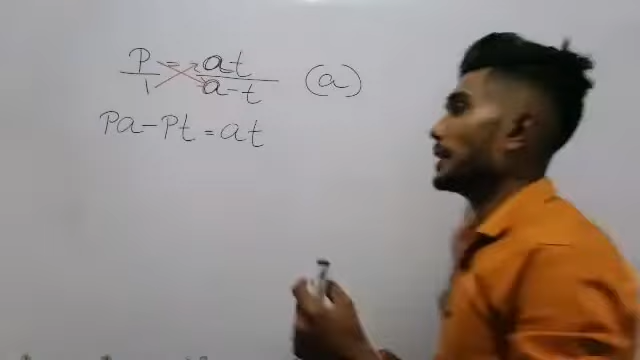 P/1 = at/(a-t) (a)
Pa - Pt = at